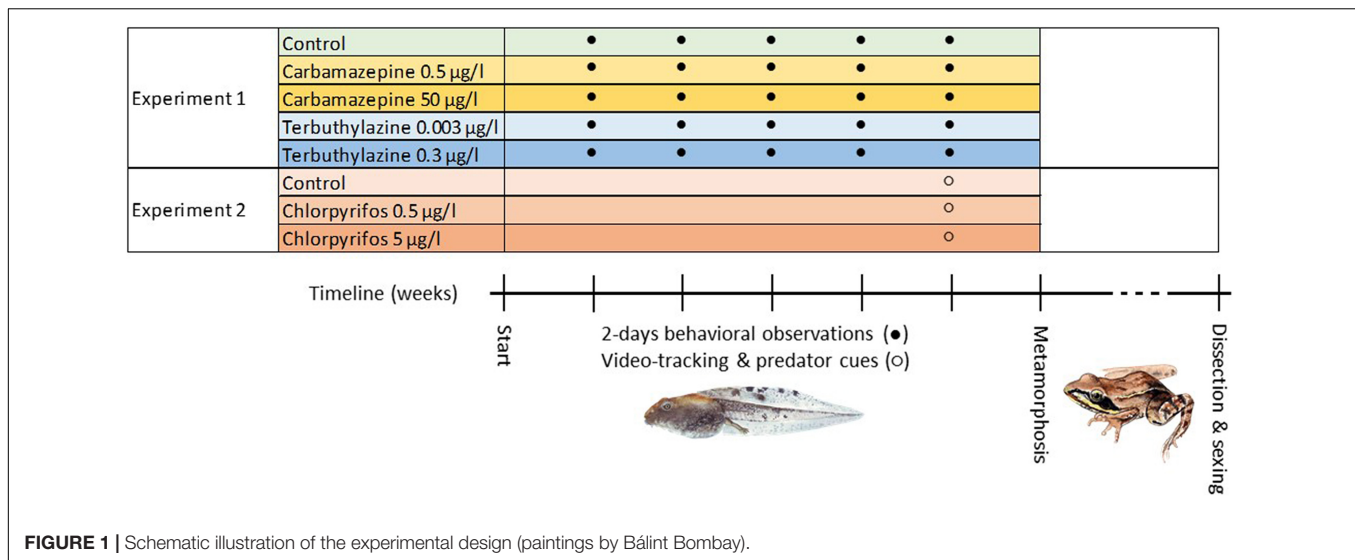 Experiment 1
Control
Carbamazepine 0.5 µg/l
Carbamazepine 50 µg/l
Terbuthylazine 0.003 µg/l
Terbuthylazine 0.3 µg/l
Experiment 2
Control
Chlorpyrifos 0.5 µg/l
Chlorpyrifos 5 µg/l
Timeline (weeks)
Start
2-days behavioral observations (●)
Video-tracking & predator cues (○)
Metamorphosis
Dissection & sexing
FIGURE 1 | Schematic illustration of the experimental design (paintings by Bálint Bombay).